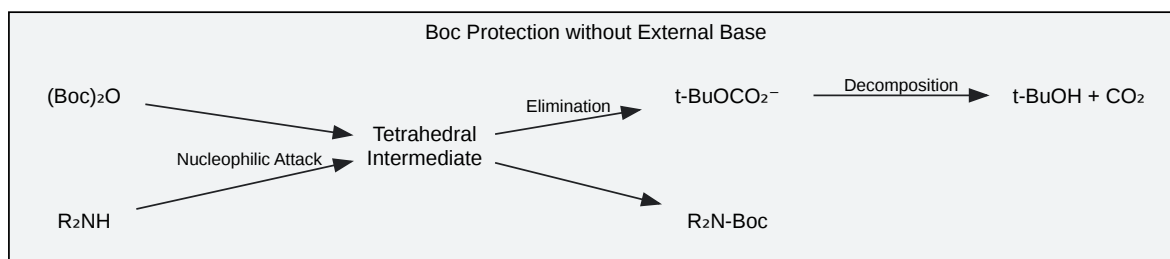 Boc Protection without External Base
(Boc)₂O
t-BuOCO₂⁻
Decomposition
t-BuOH + CO₂
Elimination
Tetrahedral
Intermediate
Nucleophilic Attack
R₂NH
R₂N-Boc